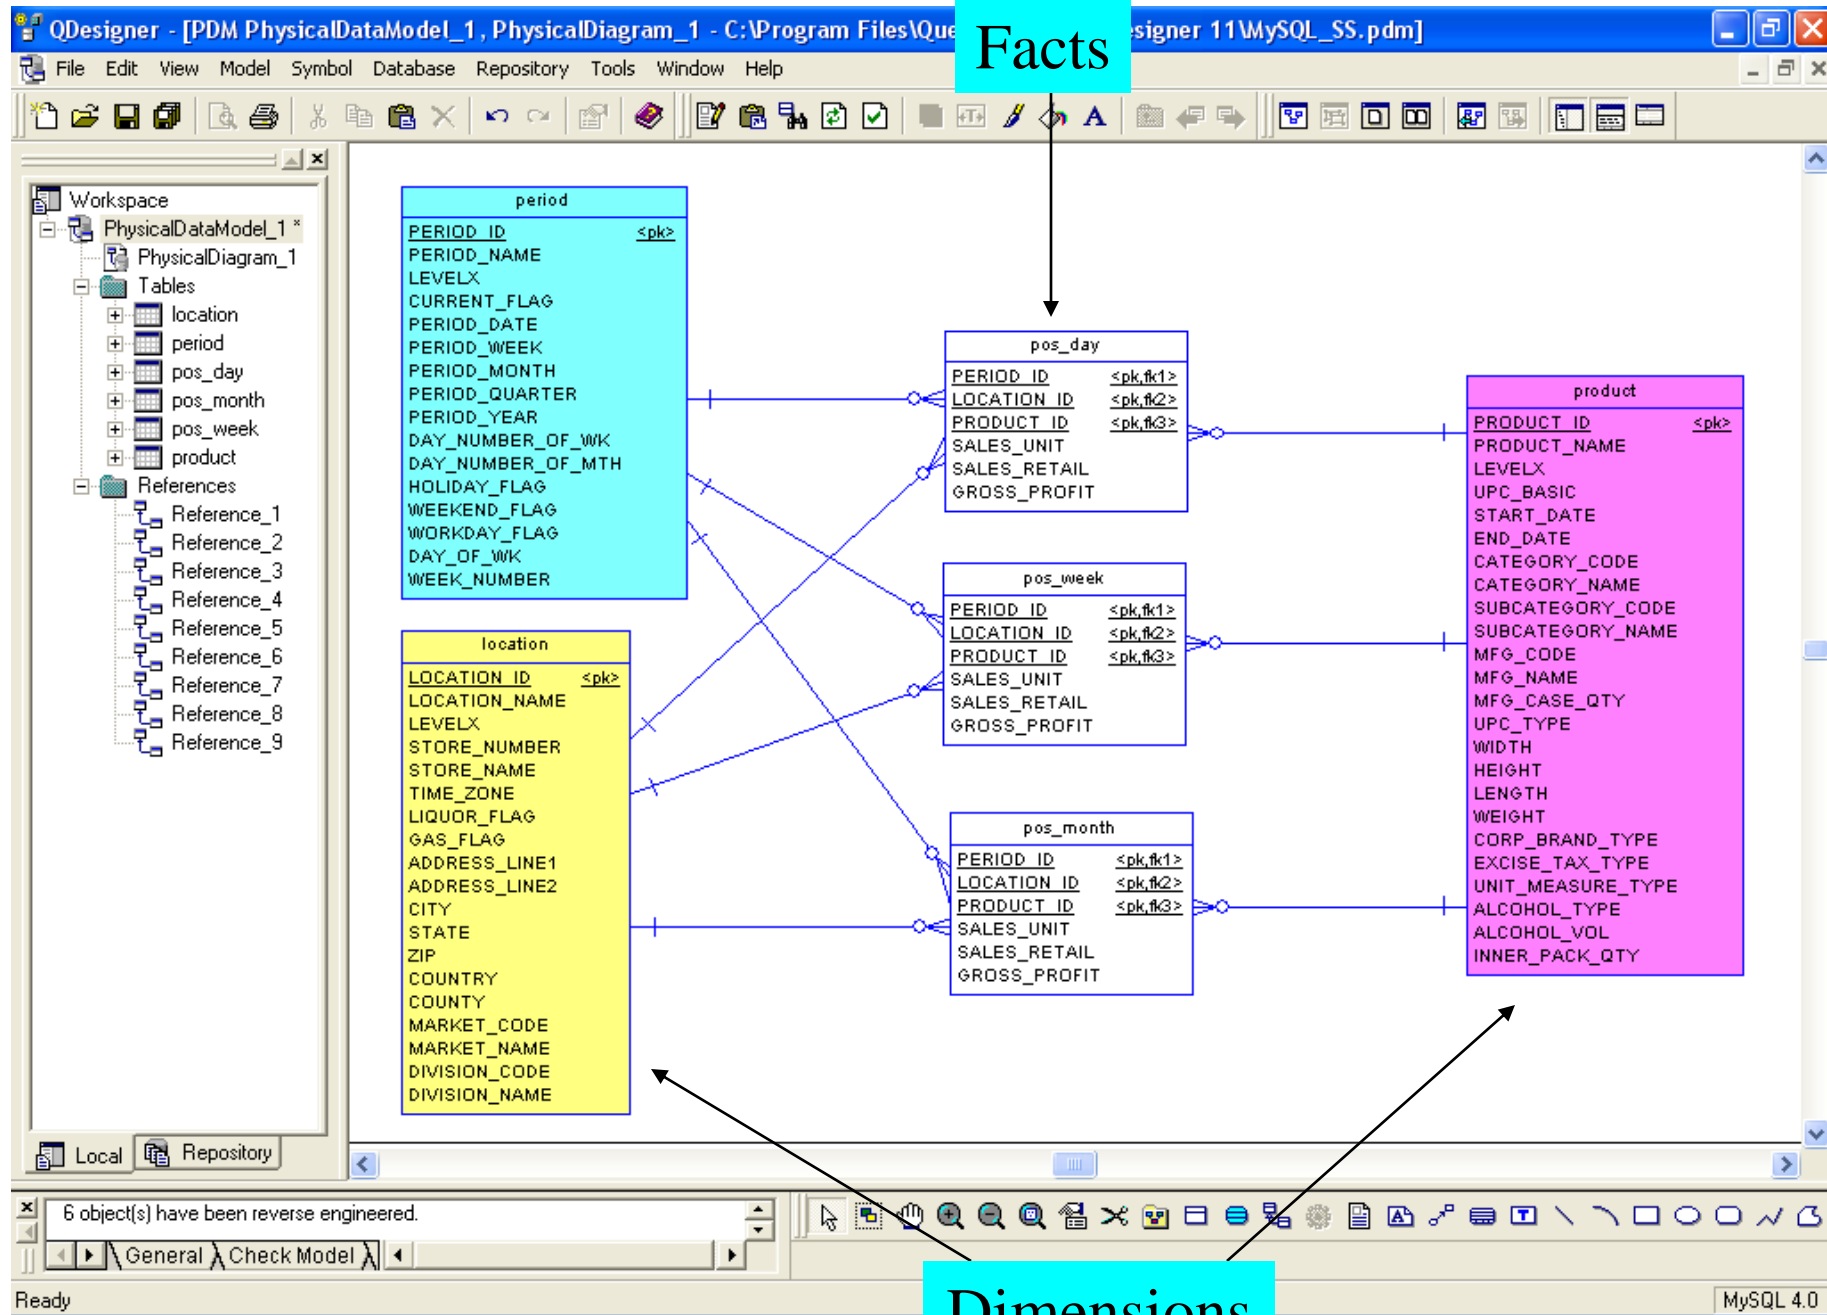 QDesigner - [PDM PhysicalDataModel_1, PhysicalDiagram_1 - C:\Program Files\Que
signer 11\MySQL_SS.pdm]
Facts
File Edit View Model Symbol Database Repository Tools Window Help
Workspace
PhysicalDataModel_1 *
PhysicalDiagram_1
Tables
location
period
pos_day
pos_month
pos_week
product
References
Reference_1
Reference_2
Reference_3
Reference_4
Reference_5
Reference_6
Reference_7
Reference_8
Reference_9
Local Repository
period
PERIOD_ID <pk>
PERIOD_NAME
LEVELX
CURRENT_FLAG
PERIOD_DATE
PERIOD_WEEK
PERIOD_MONTH
PERIOD_QUARTER
PERIOD_YEAR
DAY_NUMBER_OF_WK
DAY_NUMBER_OF_MTH
HOLIDAY_FLAG
WEEKEND_FLAG
WORKDAY_FLAG
DAY_OF_WK
WEEK_NUMBER
location
LOCATION_ID <pk>
LOCATION_NAME
LEVELX
STORE_NUMBER
STORE_NAME
TIME_ZONE
LIQUOR_FLAG
GAS_FLAG
ADDRESS_LINE1
ADDRESS_LINE2
CITY
STATE
ZIP
COUNTRY
COUNTY
MARKET_CODE
MARKET_NAME
DIVISION_CODE
DIVISION_NAME
pos_day
PERIOD_ID <pk,fk1>
LOCATION_ID <pk,fk2>
PRODUCT_ID <pk,fk3>
SALES_UNIT
SALES_RETAIL
GROSS_PROFIT
pos_week
PERIOD_ID <pk,fk1>
LOCATION_ID <pk,fk2>
PRODUCT_ID <pk,fk3>
SALES_UNIT
SALES_RETAIL
GROSS_PROFIT
pos_month
PERIOD_ID <pk,fk1>
LOCATION_ID <pk,fk2>
PRODUCT_ID <pk,fk3>
SALES_UNIT
SALES_RETAIL
GROSS_PROFIT
product
PRODUCT_ID <pk>
PRODUCT_NAME
LEVELX
UPC_BASIC
START_DATE
END_DATE
CATEGORY_CODE
CATEGORY_NAME
SUBCATEGORY_CODE
SUBCATEGORY_NAME
MFG_CODE
MFG_NAME
MFG_CASE_QTY
UPC_TYPE
WIDTH
HEIGHT
LENGTH
WEIGHT
CORP_BRAND_TYPE
EXCISE_TAX_TYPE
UNIT_MEASURE_TYPE
ALCOHOL_TYPE
ALCOHOL_VOL
INNER_PACK_QTY
6 object(s) have been reverse engineered.
General Check Model
Dimensions
Ready
MySQL 4.0